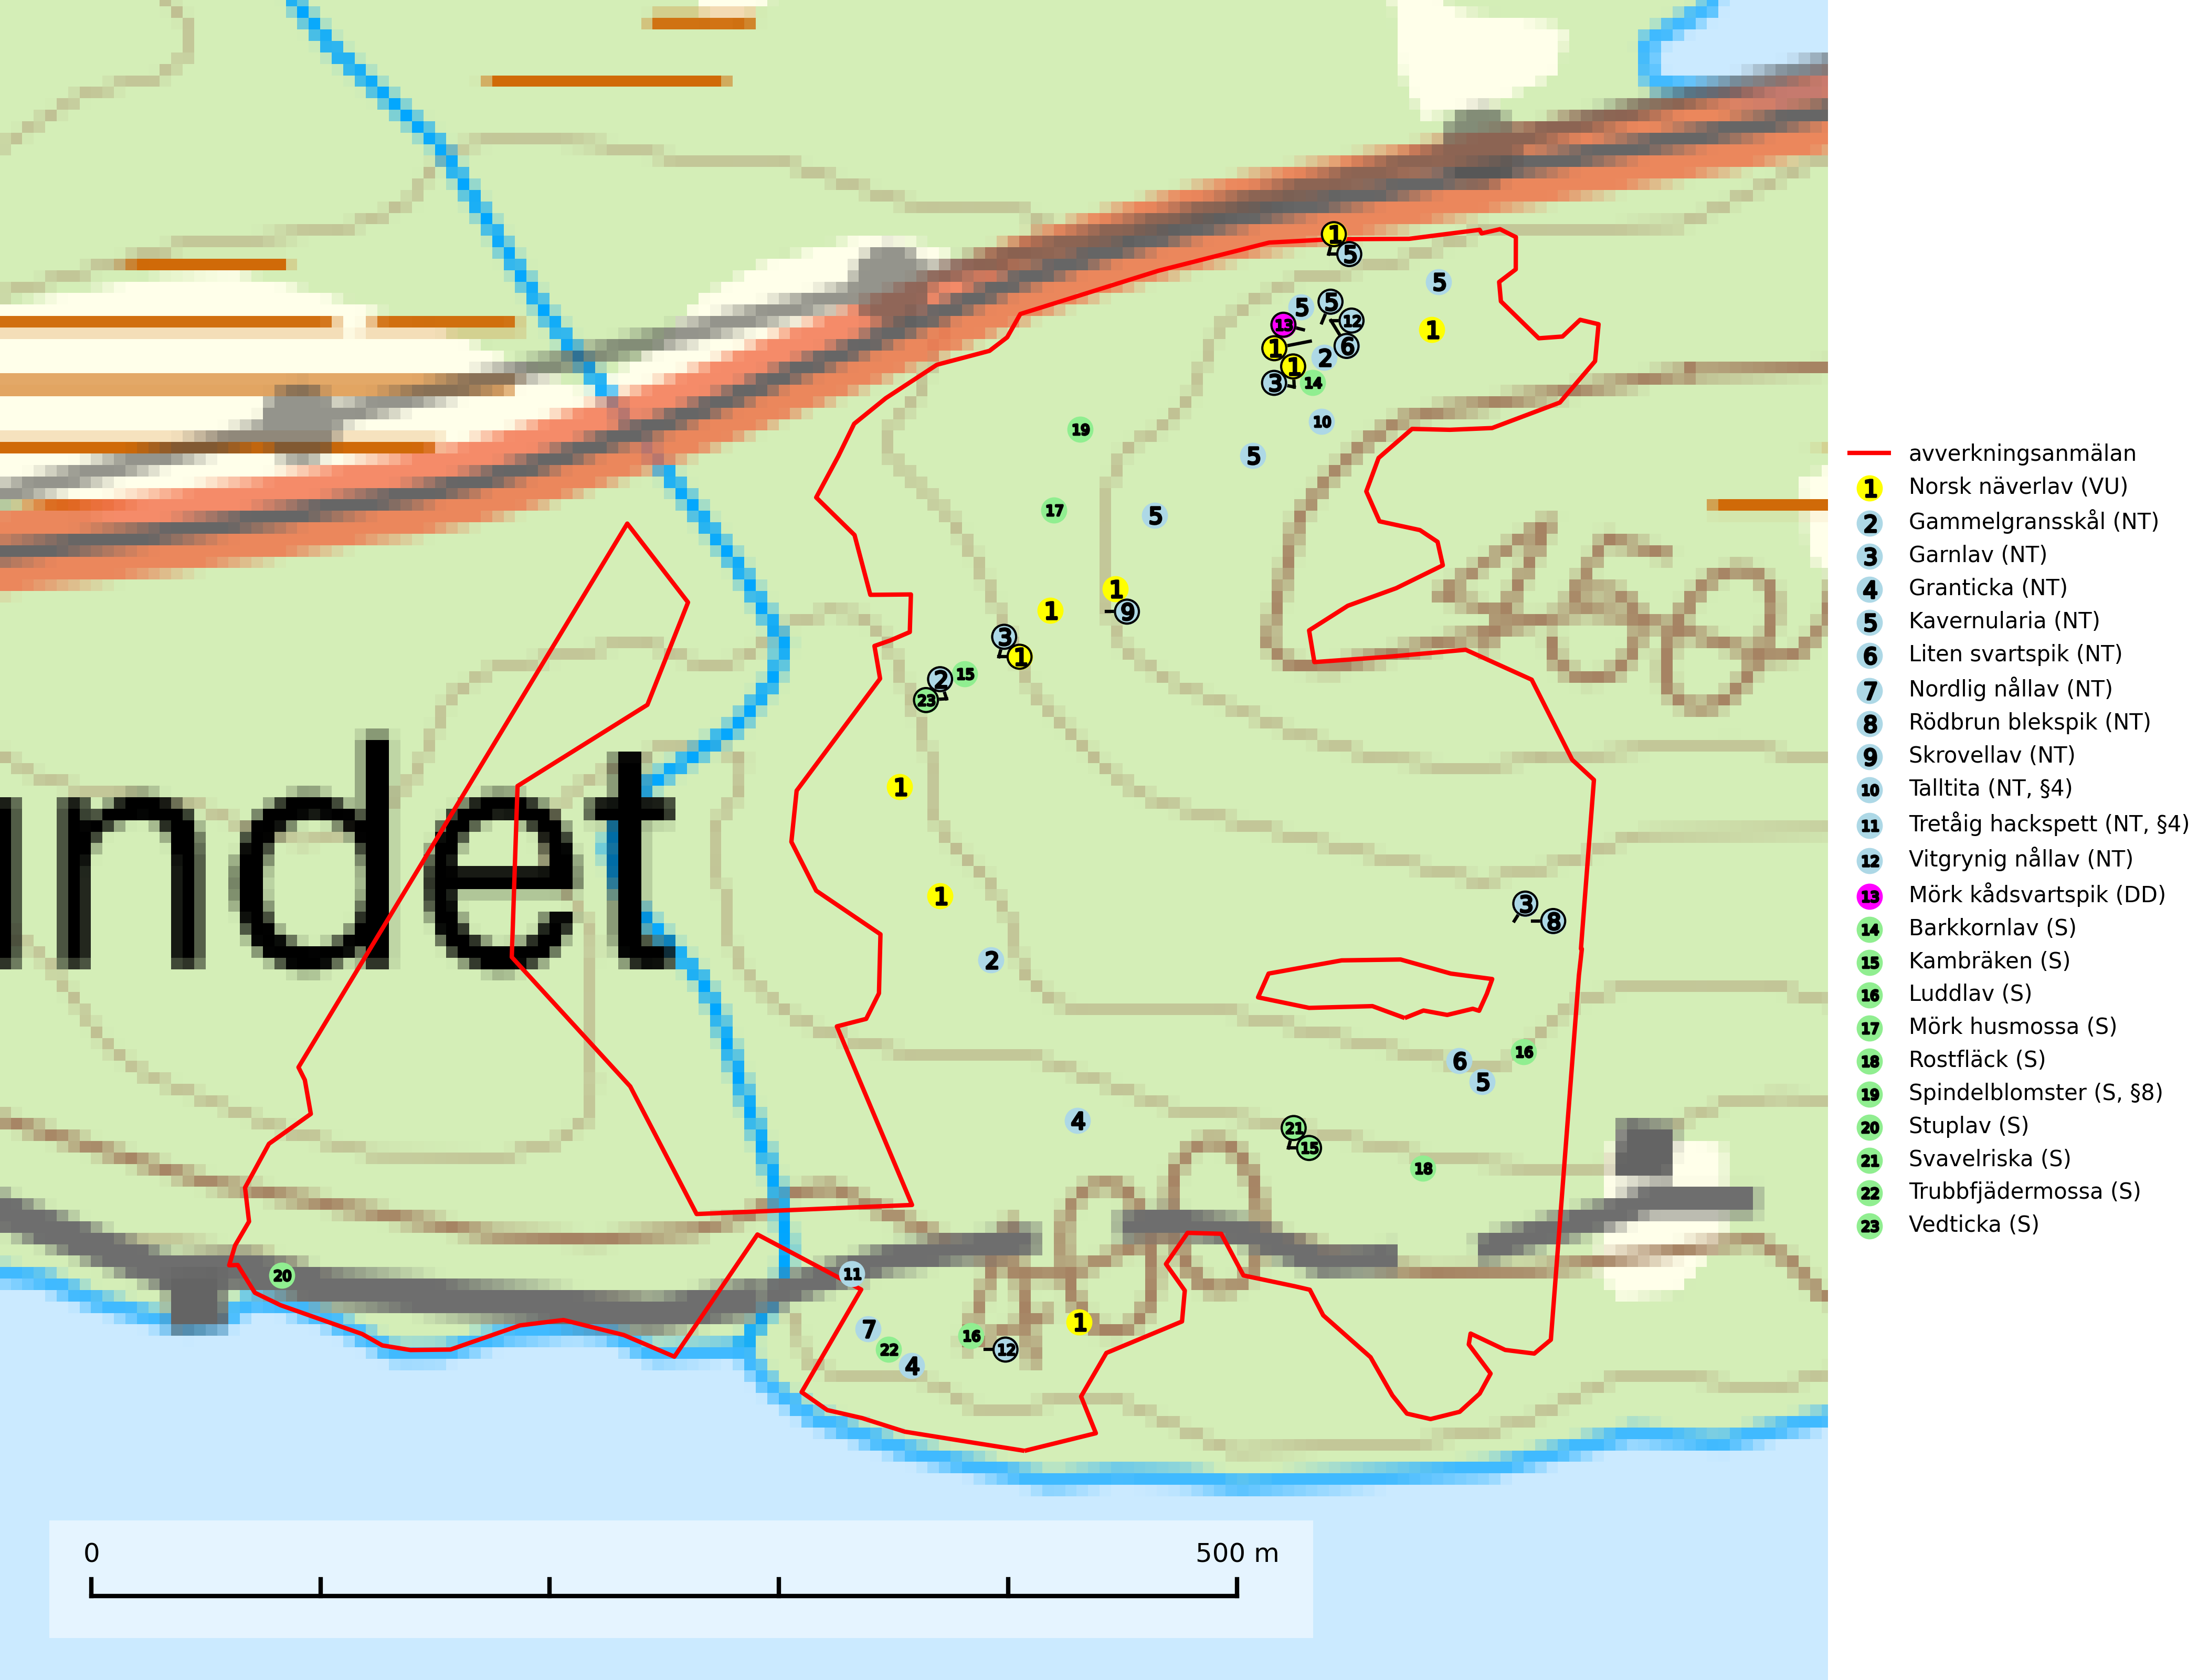 1
5
5
5
5
13
12
1
6
1
2
1
3
14
10
19
5
17
5
1
1
9
3
1
2
15
23
1
ndet
1
3
8
2
6
16
5
4
21
15
18
20
11
7
1
16
22
12
4
450
400
0
500 m
avverkningsanmälan
1 Norsk näverlav (VU)
2 Gammelgransskål (NT)
3 Garnlav (NT)
4 Granticka (NT)
5 Kavernularia (NT)
6 Liten svartspik (NT)
7 Nordlig nållav (NT)
8 Rödbrun blekspik (NT)
9 Skrovellav (NT)
10 Talltita (NT, §4)
11 Tretåig hackspett (NT, §4)
12 Vitgrynig nållav (NT)
13 Mörk kådsvartspik (DD)
14 Barkkornlav (S)
15 Kambräken (S)
16 Luddlav (S)
17 Mörk husmossa (S)
18 Rostfläck (S)
19 Spindelblomster (S, §8)
20 Stuplav (S)
21 Svavelriska (S)
22 Trubbfjädermossa (S)
23 Vedticka (S)